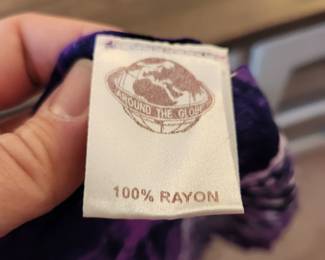 AROUND THE GLOBE
100% RAYON